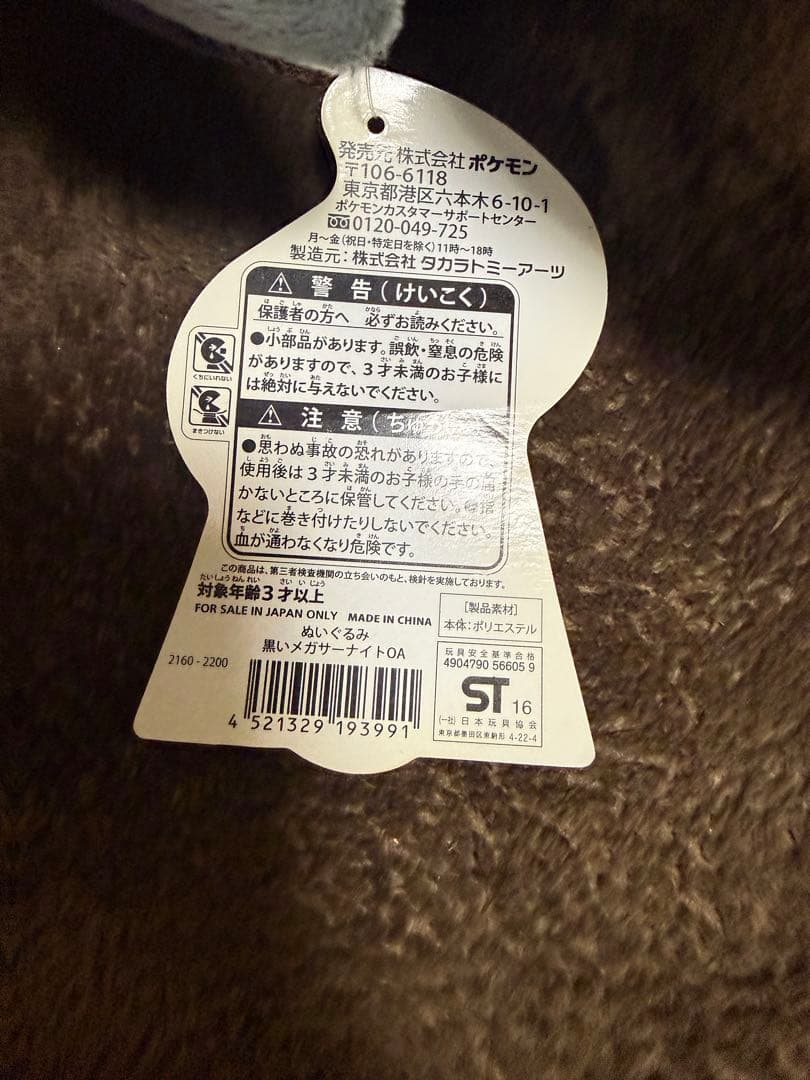 発売元 株式会社 ポケモン
〒106-6118
東京都港区六本木6-10-1
ポケモンカスタマーサポートセンター
0120-049-725
月～金(祝日・特定日を除く)11時～18時
製造元:株式会社 タカラトミーアーツ
警告(けいこく)
保護者の方へ 必ずお読みください。
●小部品があります。誤飲・窒息の危険
がありますので、3才未満のお子様に
は絶対に与えないでください。
くちにいれない
まきつけない
注意(ちゅ
●思わぬ事故の恐れがありますので、
使用後は3才未満のお子様の手の届
かないところに保管してください。
などに巻き付けたりしないでください。
血が通わなくなり危険です。
この商品は、第三者検査機関の立ち会いのもと、検針を実施しております。
対象年齢3才以上
FOR SALE IN JAPAN ONLY MADE IN CHINA
[製品素材]
本体:ポリエステル
ぬいぐるみ
黒いメガサーナイトOA
2160-2200
4 521329 193991
玩具安全基準合格
4904790 56605 9
ST 16
(一社)日本玩具協会
東京都墨田区東駒形 4-22-4